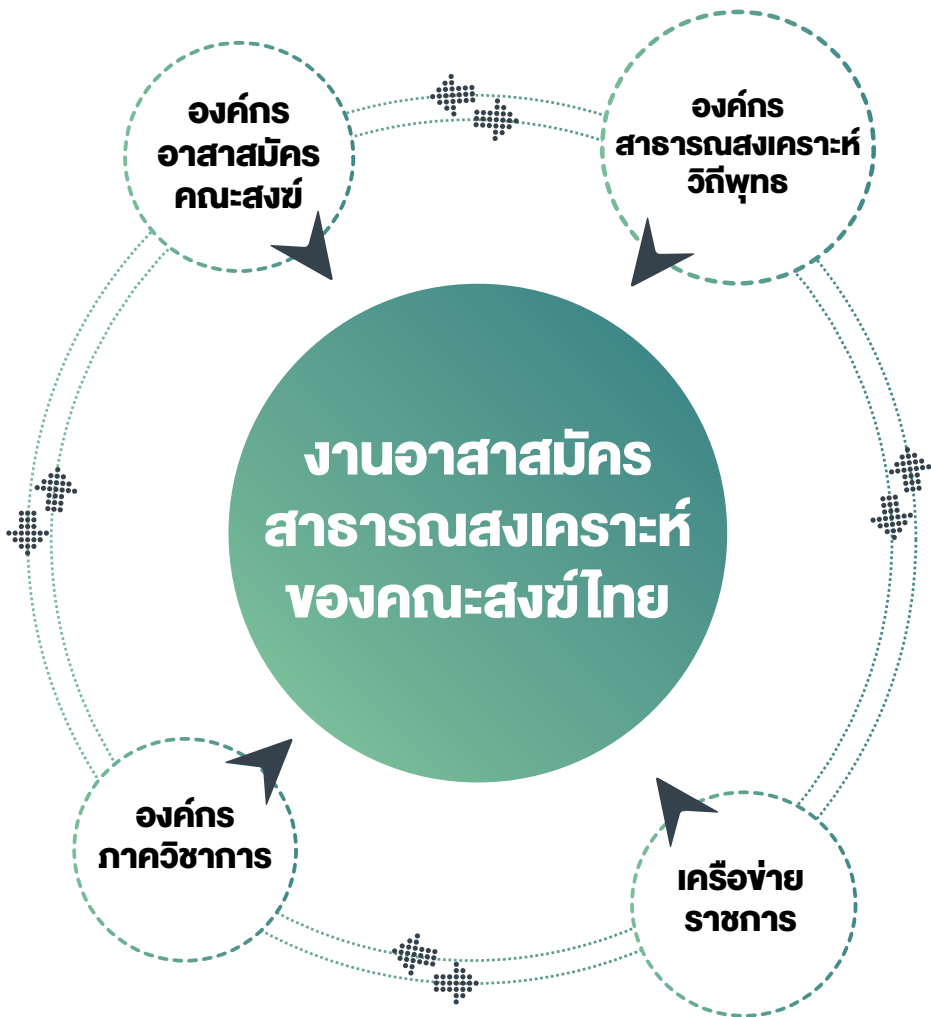 องค์กร
อาสาสมัคร
คณะสงฆ์
องค์กร
สาธารณสงเคราะห์
วิถีพุทธ
งานอาสาสมัคร
สาธารณสงเคราะห์
ของคณะสงฆ์ไทย
องค์กร
ภาควิชาการ
เครือข่าย
ราชการ